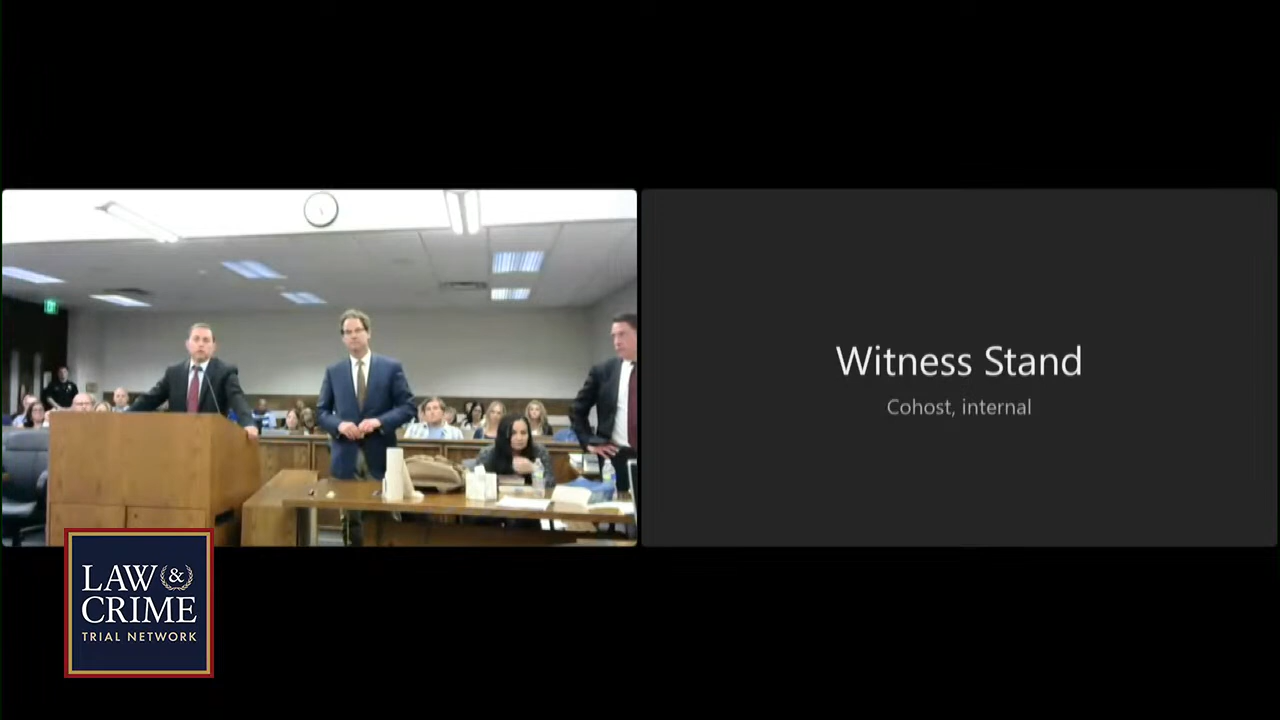 Witness Stand
Cohost, internal
LAW &
CRIME
TRIAL NETWORK